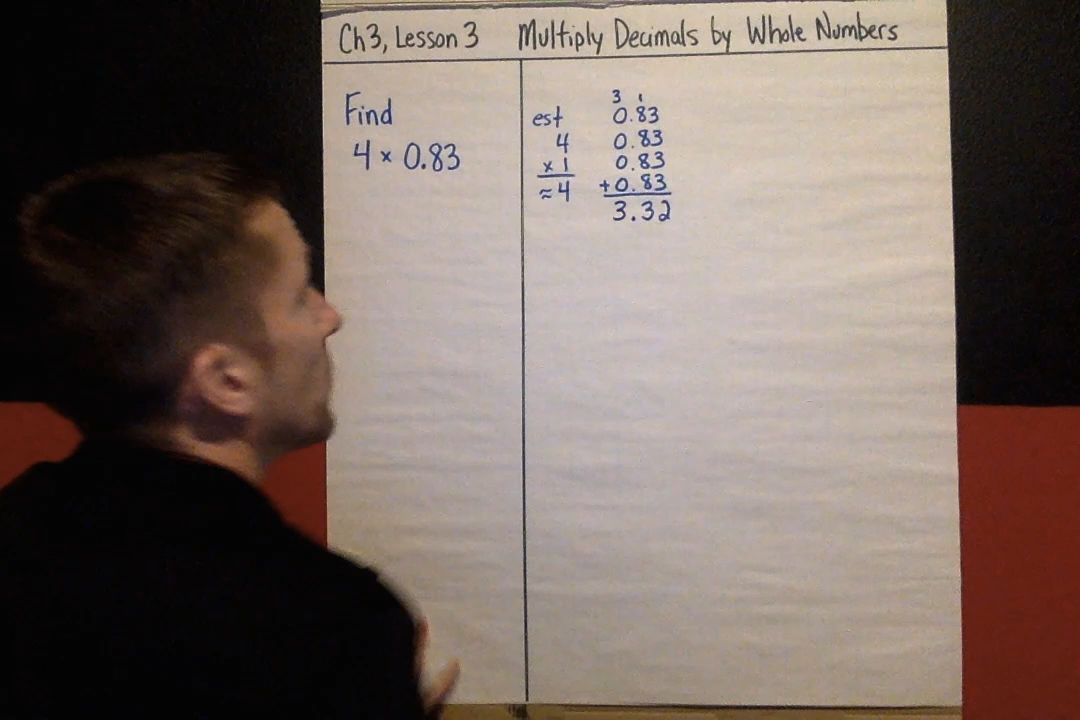 Ch3, Lesson 3 Multiply Decimals by Whole Numbers
Find
4 × 0.83
est
4
× 1
≈ 4
3 1
0.83
0.83
0.83
+0.83
3.32